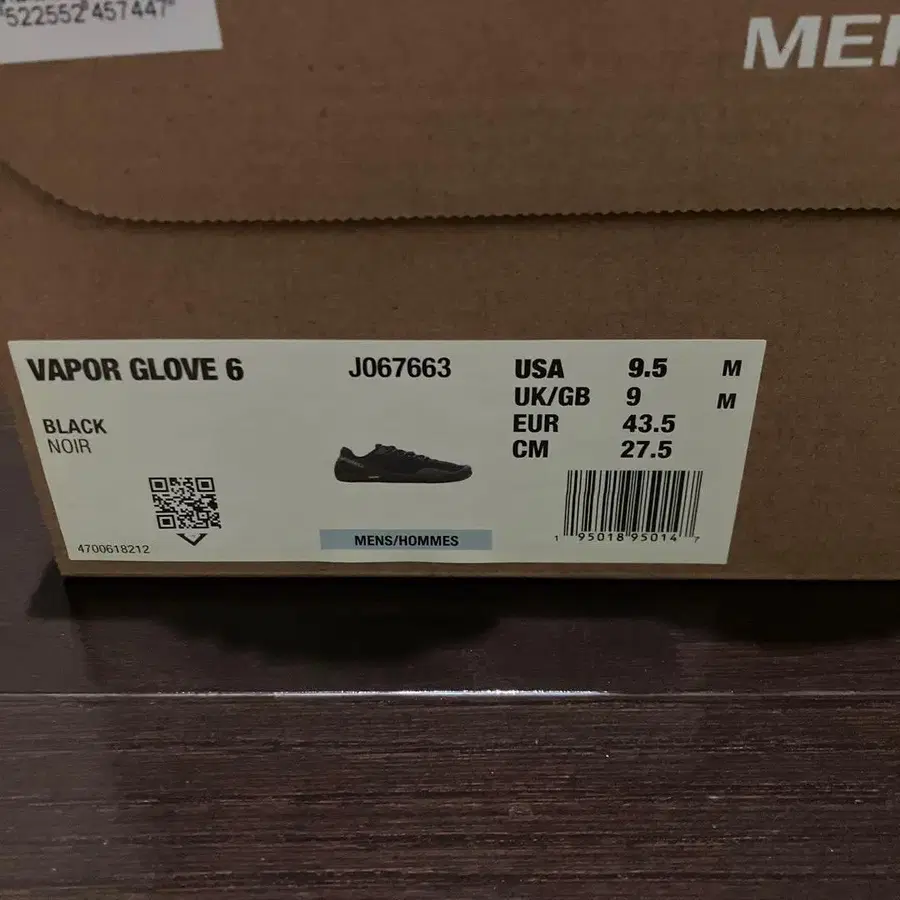 522552 457447
MER
VAPOR GLOVE 6
J067663
BLACK
NOIR
4700618212
MENS/HOMMES
USA 9.5 M
UK/GB 9 M
EUR 43.5
CM 27.5
1 95018 95014 7